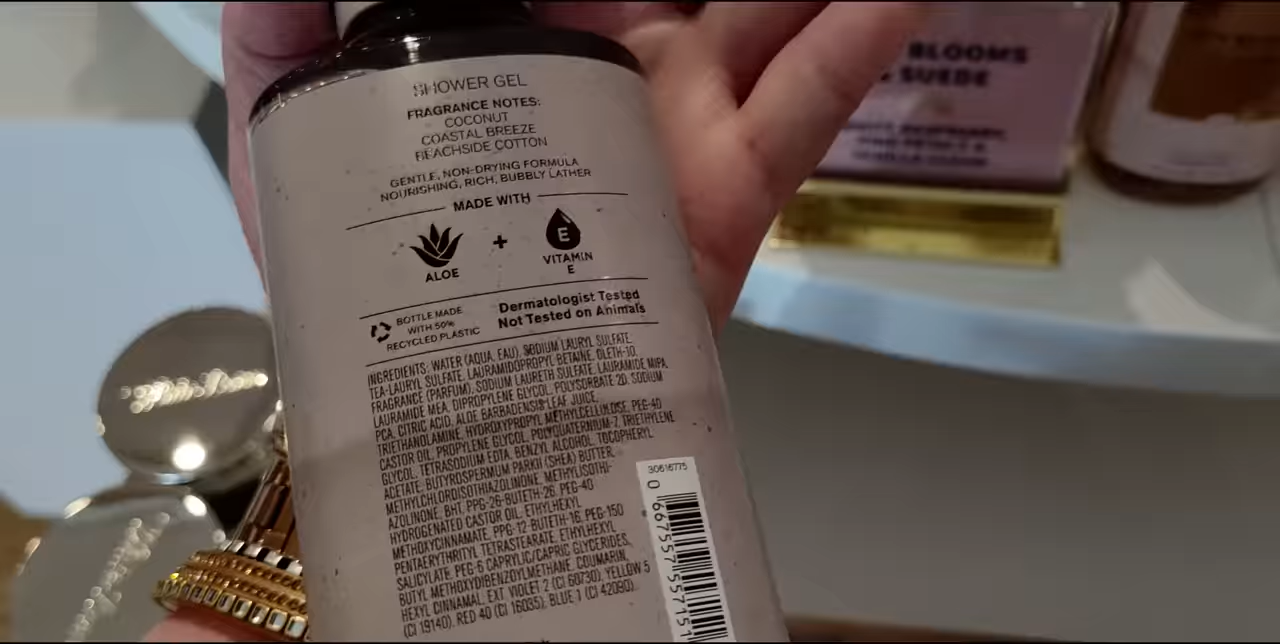 SHOWER GEL
FRAGRANCE NOTES:
COCONUT
COASTAL BREEZE
BEACHSIDE COTTON
GENTLE, NON-DRYING FORMULA
NOURISHING, RICH, BUBBLY LATHER
MADE WITH
ALOE
+
E
VITAMIN
E
BOTTLE MADE
WITH 50%
RECYCLED PLASTIC
Dermatologist Tested
Not Tested on Animals
INGREDIENTS: WATER (AQUA, EAU), SODIUM LAURYL SULFATE,
TEA-LAURYL SULFATE, LAURAMIDOPROPYL BETAINE, OLETH-10,
FRAGRANCE (PARFUM), SODIUM LAURETH SULFATE, LAURAMIDE MIPA,
LAURAMIDE MEA, DIPROPYLENE GLYCOL, POLYSORBATE 20, SODIUM
PCA, CITRIC ACID, ALOE BARBADENSIS LEAF JUICE,
TRIETHANOLAMINE, HYDROXYPROPYL METHYLCELLULOSE, PEG-40
CASTOR OIL, PROPYLENE GLYCOL, POLYQUATERNIUM-7, TRIETHYLENE
GLYCOL, TETRASODIUM EDTA, BENZYL ALCOHOL, TOCOPHERYL
ACETATE, BUTYROSPERMUM PARKII (SHEA) BUTTER,
METHYLCHLOROISOTHIAZOLINONE, METHYLISOTHI-
AZOLINONE, BHT, PPG-26-BUTETH-26, PEG-40
HYDROGENATED CASTOR OIL, ETHYLHEXYL
METHOXYCINNAMATE, PPG-12-BUTETH-16, PEG-150
PENTAERYTHRITYL TETRASTEARATE, ETHYLHEXYL
SALICYLATE, PEG-6 CAPRYLIC/CAPRIC GLYCERIDES,
BUTYL METHOXYDIBENZOYLMETHANE, COUMARIN,
HEXYL CINNAMAL, EXT VIOLET 2 (CI 60730), YELLOW 5
(CI 19140), RED 40 (CI 16035), BLUE 1 (CI 42090).
30616775
0 66755 75571 51
BLOOMS
& SUEDE